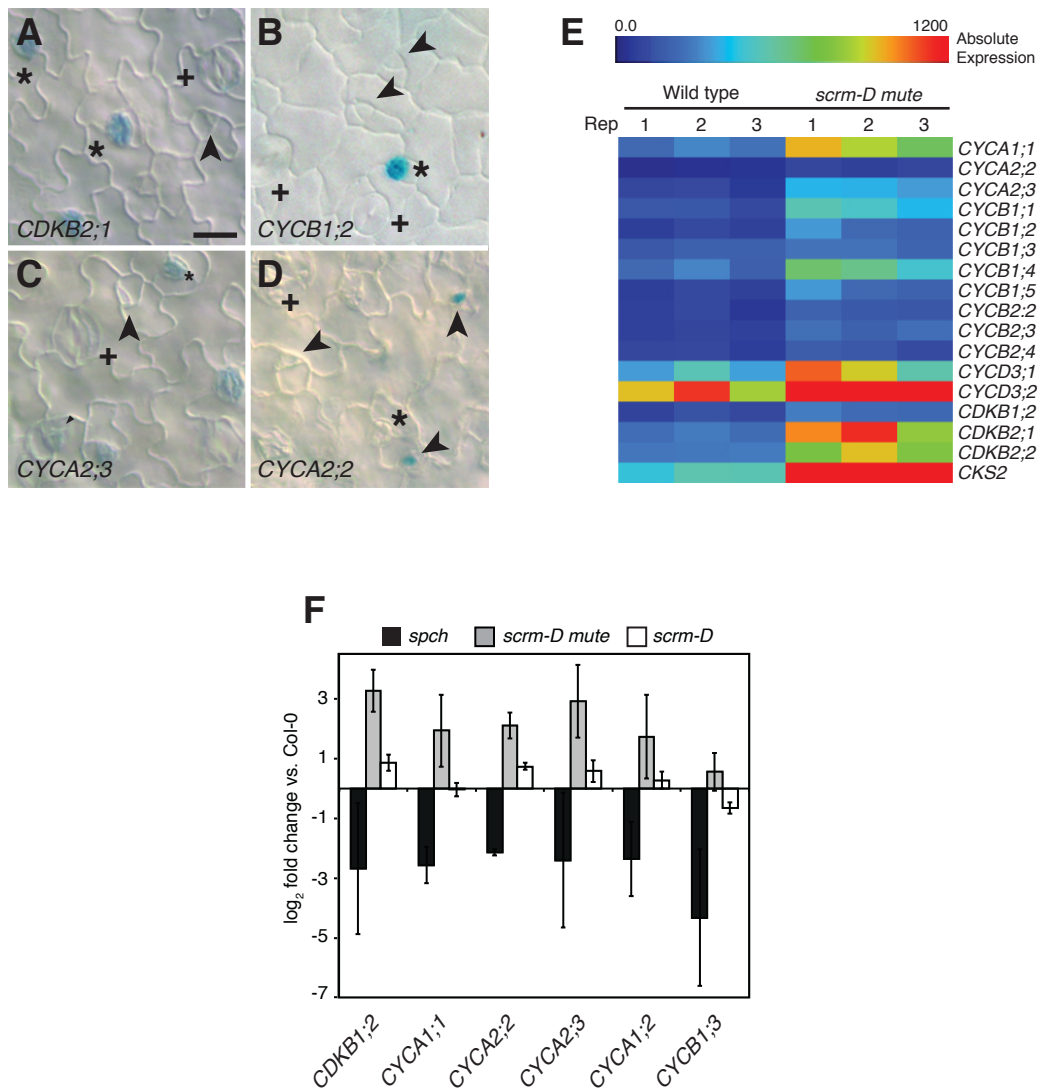 A
B
*
+
*
CDKB2;1
*
+
+
CYCB1;2
C
D
*
+
CYCA2;3
+
*
CYCA2;2
E
0.0
1200
Absolute
Expression
Wild type
scrm-D mute
Rep 1 2 3 1 2 3
CYCA1;1
CYCA2;2
CYCA2;3
CYCB1;1
CYCB1;2
CYCB1;3
CYCB1;4
CYCB1;5
CYCB2:2
CYCB2;3
CYCB2;4
CYCD3;1
CYCD3;2
CDKB1;2
CDKB2;1
CDKB2;2
CKS2
F
spch
scrm-D mute
scrm-D
log2 fold change vs. Col-0
3
1
-1
-3
-5
-7
CDKB1;2
CYCA1;1
CYCA2;2
CYCA2;3
CYCA1;2
CYCB1;3